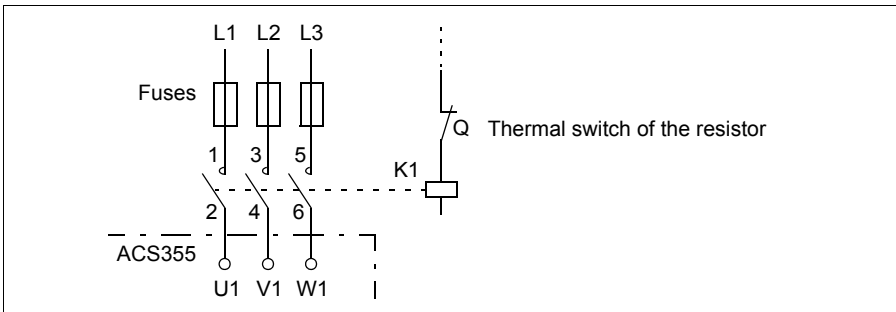 L1 L2 L3
Fuses
Q Thermal switch of the resistor
1 3 5
K1
2 4 6
ACS355
U1 V1 W1